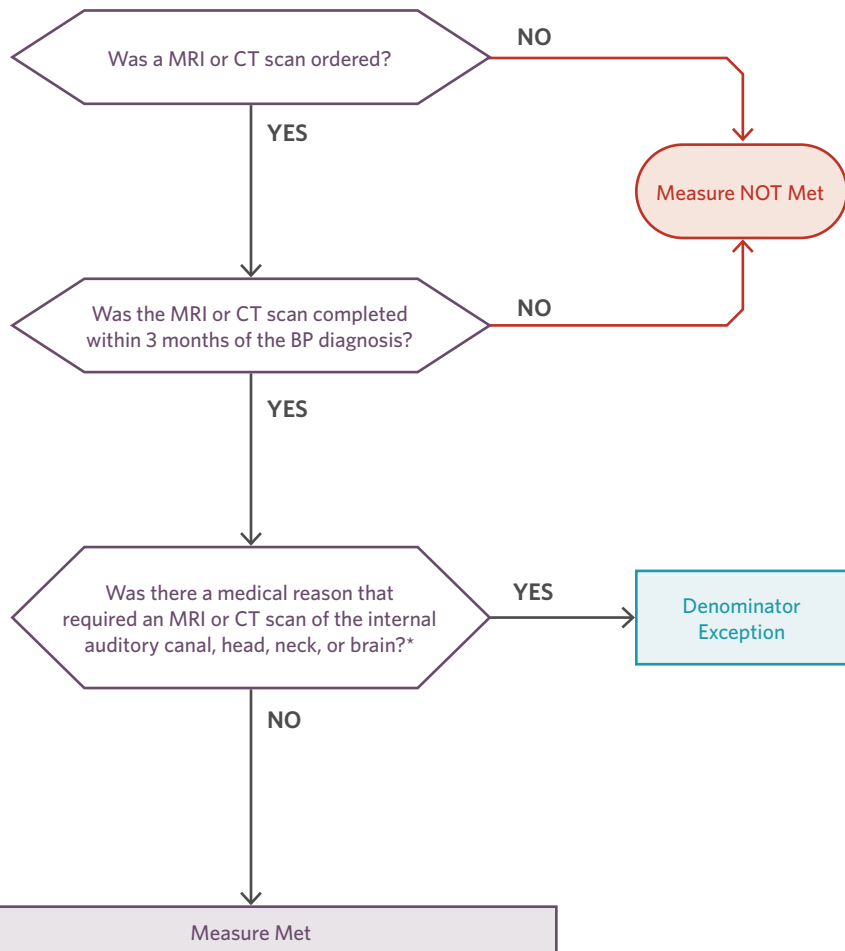 Was a MRI or CT scan ordered?
NO
YES
Measure NOT Met
Was the MRI or CT scan completed
within 3 months of the BP diagnosis?
NO
YES
Was there a medical reason that
required an MRI or CT scan of the internal
auditory canal, head, neck, or brain?*
YES
Denominator
Exception
NO
Measure Met